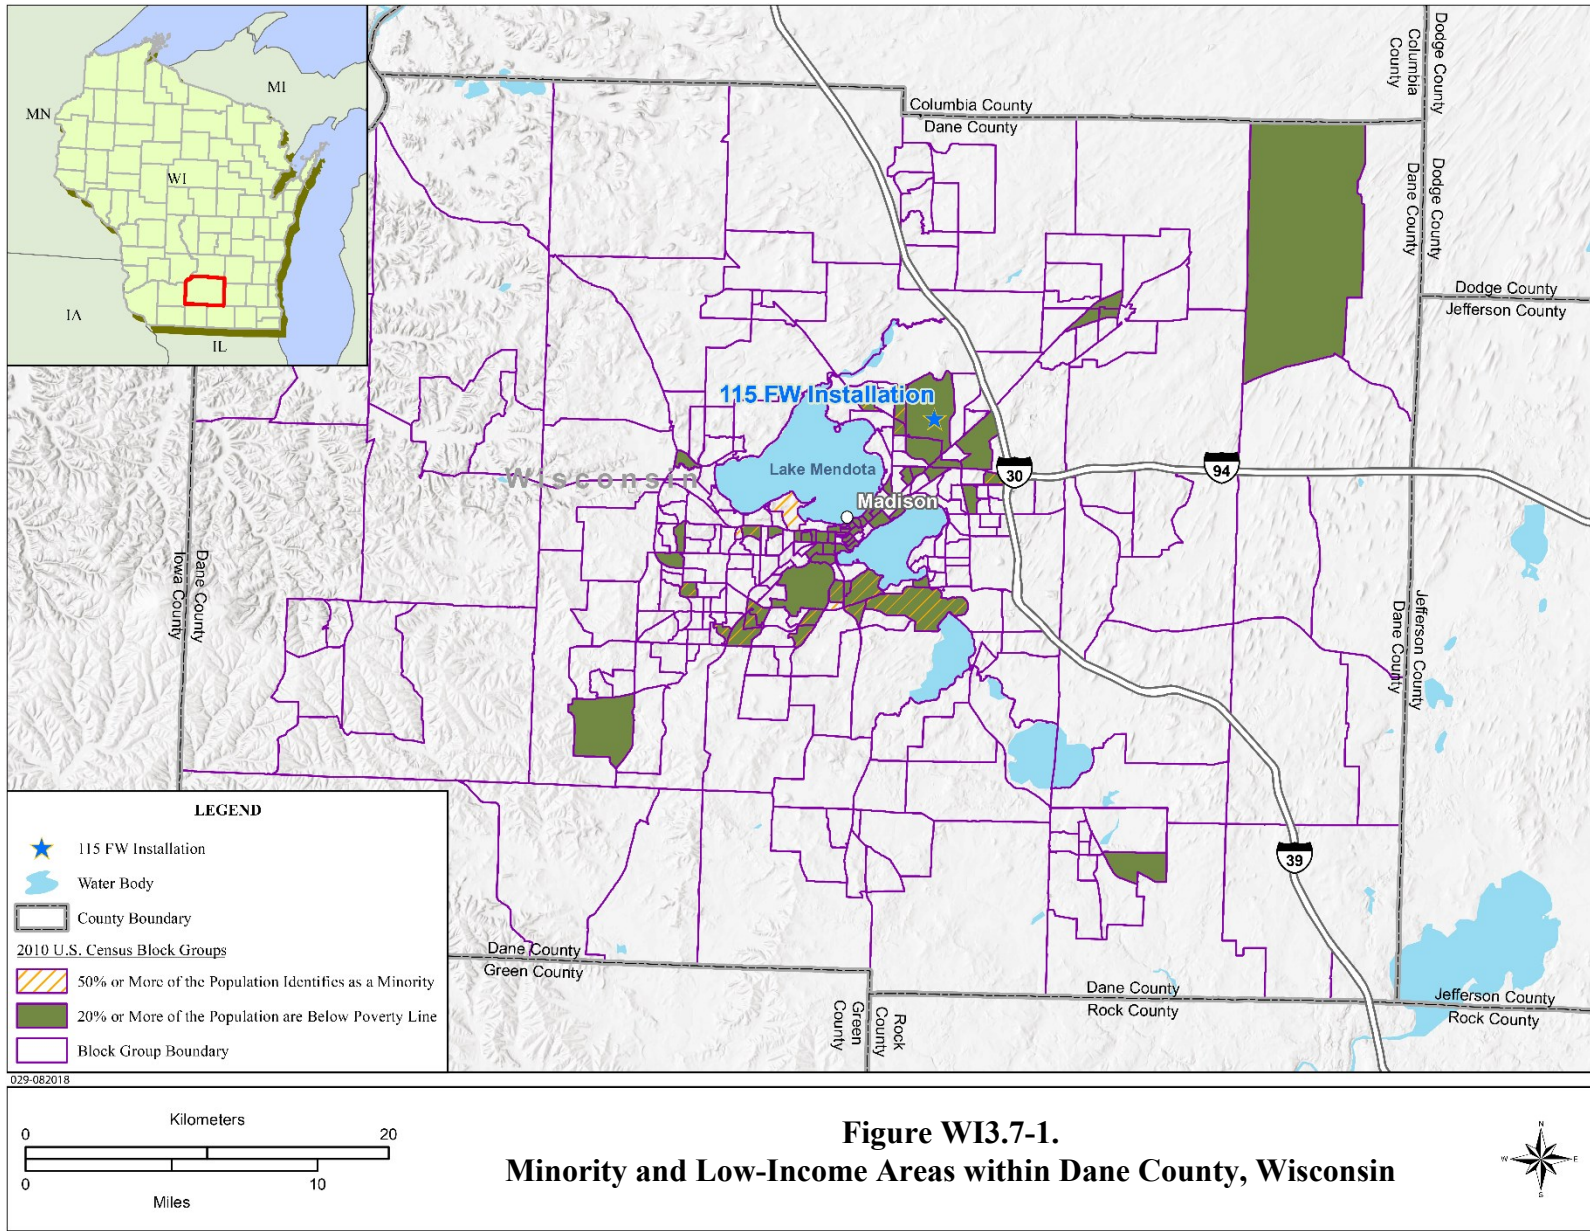 MN
MI
WI
IA
IL
Columbia County
Dane County
Dodge County
Columbia
County
Dodge County
Dane County
Dodge County
Jefferson County
115 FW Installation
Lake Mendota
Wisconsin
Madison
30
94
Dane County
Iowa County
Jefferson County
Dane County
39
LEGEND
115 FW Installation
Water Body
County Boundary
2010 U.S. Census Block Groups
50% or More of the Population Identifies as a Minority
20% or More of the Population are Below Poverty Line
Block Group Boundary
Dane County
Green County
Green
County
Rock
County
Dane County
Rock County
Jefferson County
Rock County
029-082018
Kilometers
0 20
0 10
Miles
Figure WI3.7-1.
Minority and Low-Income Areas within Dane County, Wisconsin
N
W E
S